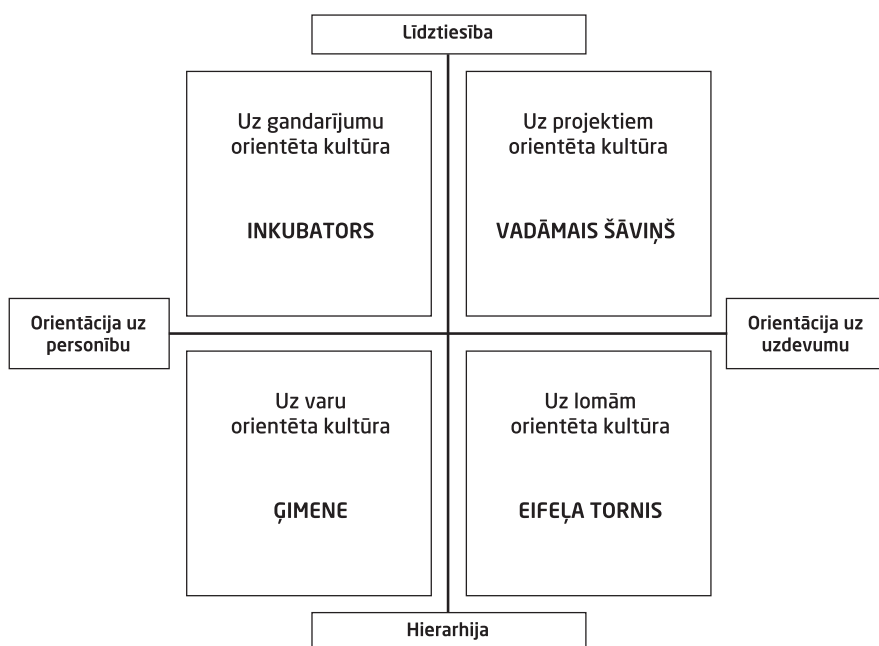 Līdztiesība
Uz gandarījumu
orientēta kultūra
INKUBATORS
Uz projektiem
orientēta kultūra
VADĀMAIS ŠĀVIŅŠ
Orientācija uz
personību
Orientācija uz
uzdevumu
Uz varu
orientēta kultūra
ĢIMENE
Uz lomām
orientēta kultūra
EIFEĻA TORNIS
Hierarhija